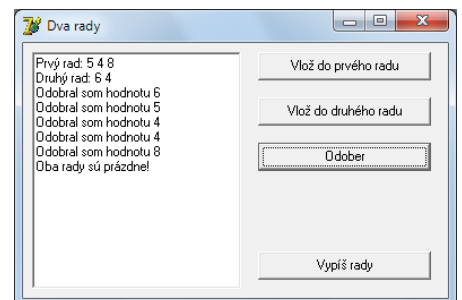 Dva rady
Prvý rad: 5 4 8
Druhý rad: 6 4
Odobral som hodnotu 6
Odobral som hodnotu 5
Odobral som hodnotu 4
Odobral som hodnotu 4
Odobral som hodnotu 8
Oba rady sú prázdne!
Vlož do prvého radu
Vlož do druhého radu
Odober
Vypíš rady